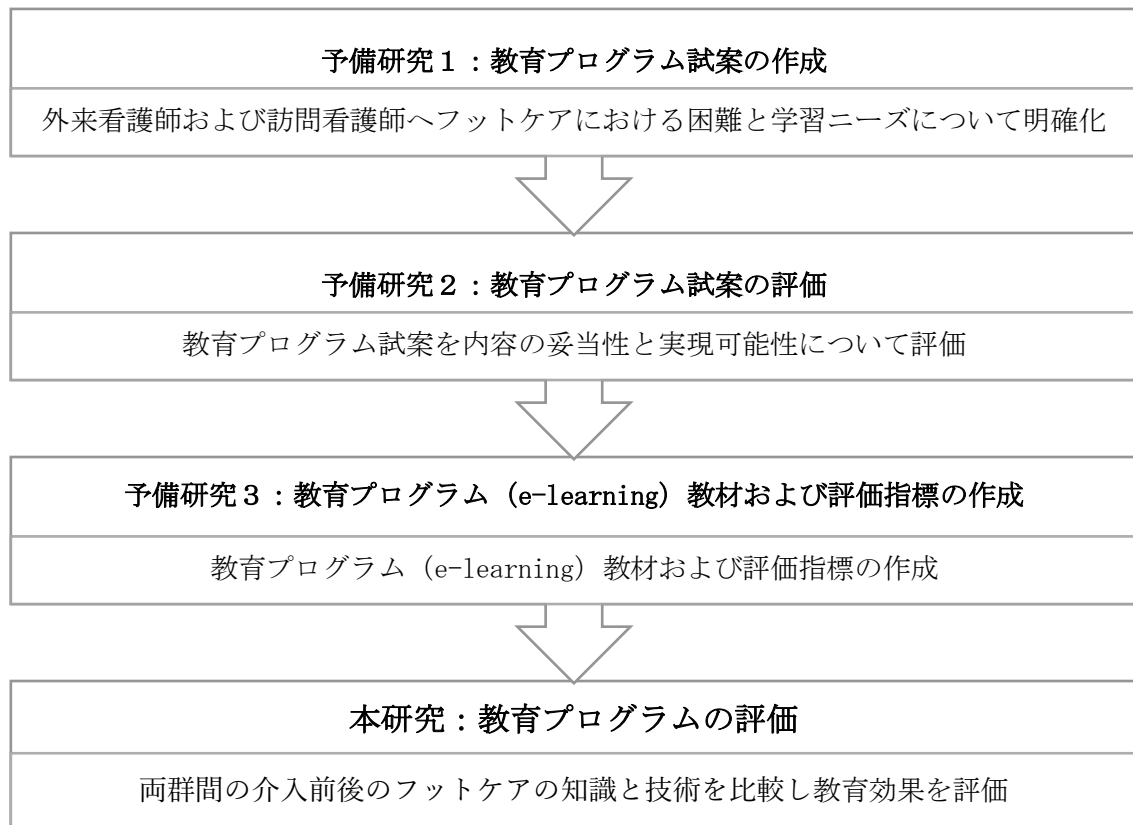 予備研究１：教育プログラム試案の作成
外来看護師および訪問看護師へフットケアにおける困難と学習ニーズについて明確化
予備研究２：教育プログラム試案の評価
教育プログラム試案を内容の妥当性と実現可能性について評価
予備研究３：教育プログラム（e-learning）教材および評価指標の作成
教育プログラム（e-learning）教材および評価指標の作成
本研究：教育プログラムの評価
両群間の介入前後のフットケアの知識と技術を比較し教育効果を評価